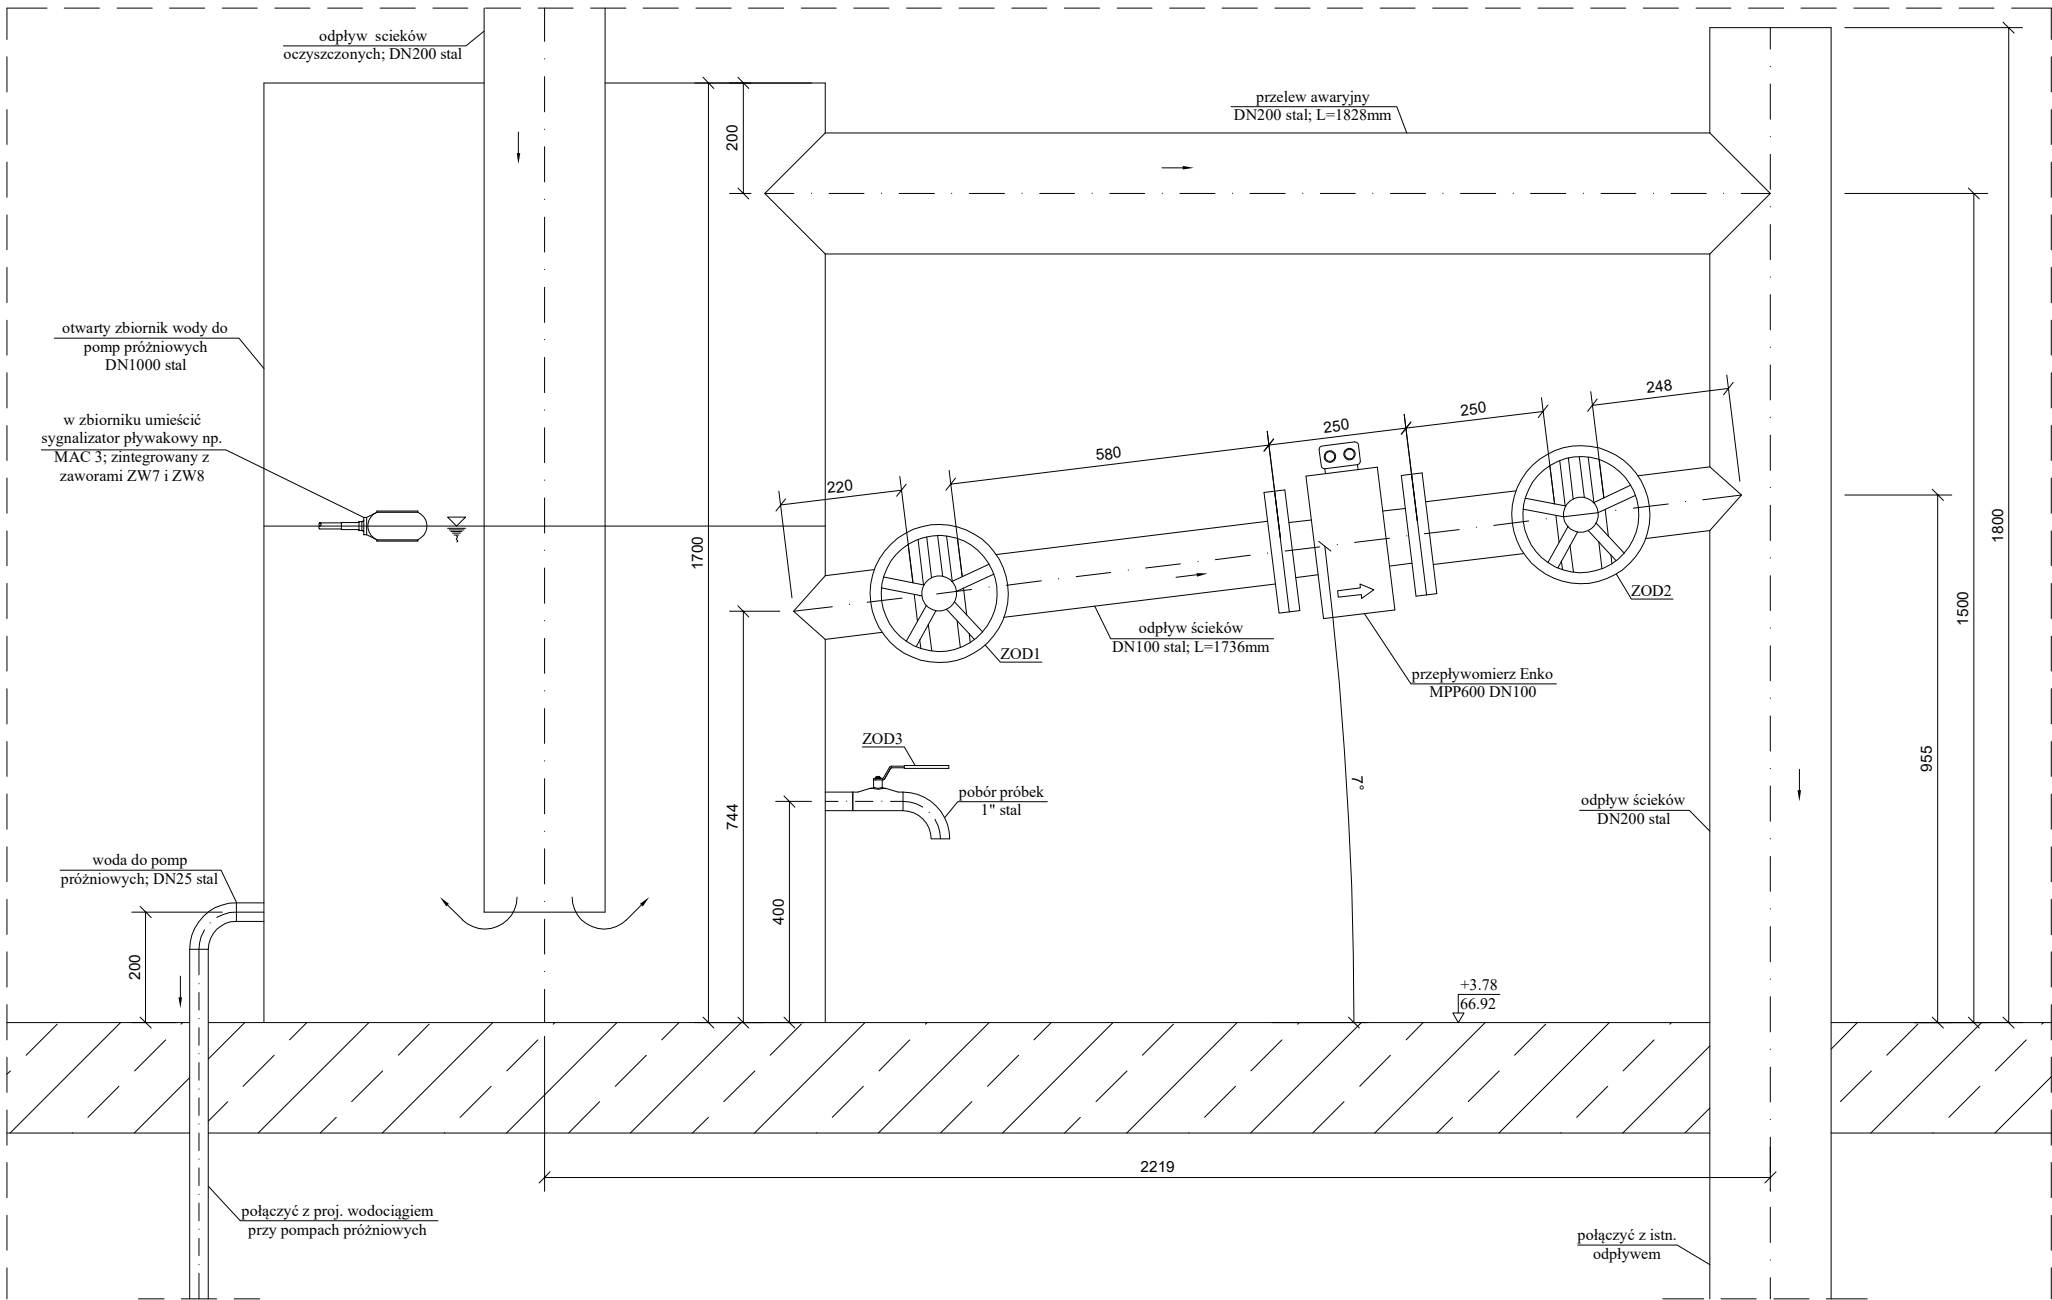 odpływ scieków
oczyszczonych; DN200 stal
przelew awaryjny
DN200 stal; L=1828mm
200
otwarty zbiornik wody do
pomp próżniowych
DN1000 stal
w zbiorniku umieścić
sygnalizator pływakowy np.
MAC 3; zintegrowany z
zaworami ZW7 i ZW8
220
580
250
250
248
1700
1800
1500
955
ZOD1
ZOD2
odpływ ścieków
DN100 stal; L=1736mm
przepływomierz Enko
MPP600 DN100
7°
ZOD3
pobór próbek
1" stal
744
400
odpływ ścieków
DN200 stal
woda do pomp
próżniowych; DN25 stal
200
+3.78
66.92
2219
połączyć z proj. wodociągiem
przy pompach próżniowych
połączyć z istn.
odpływem